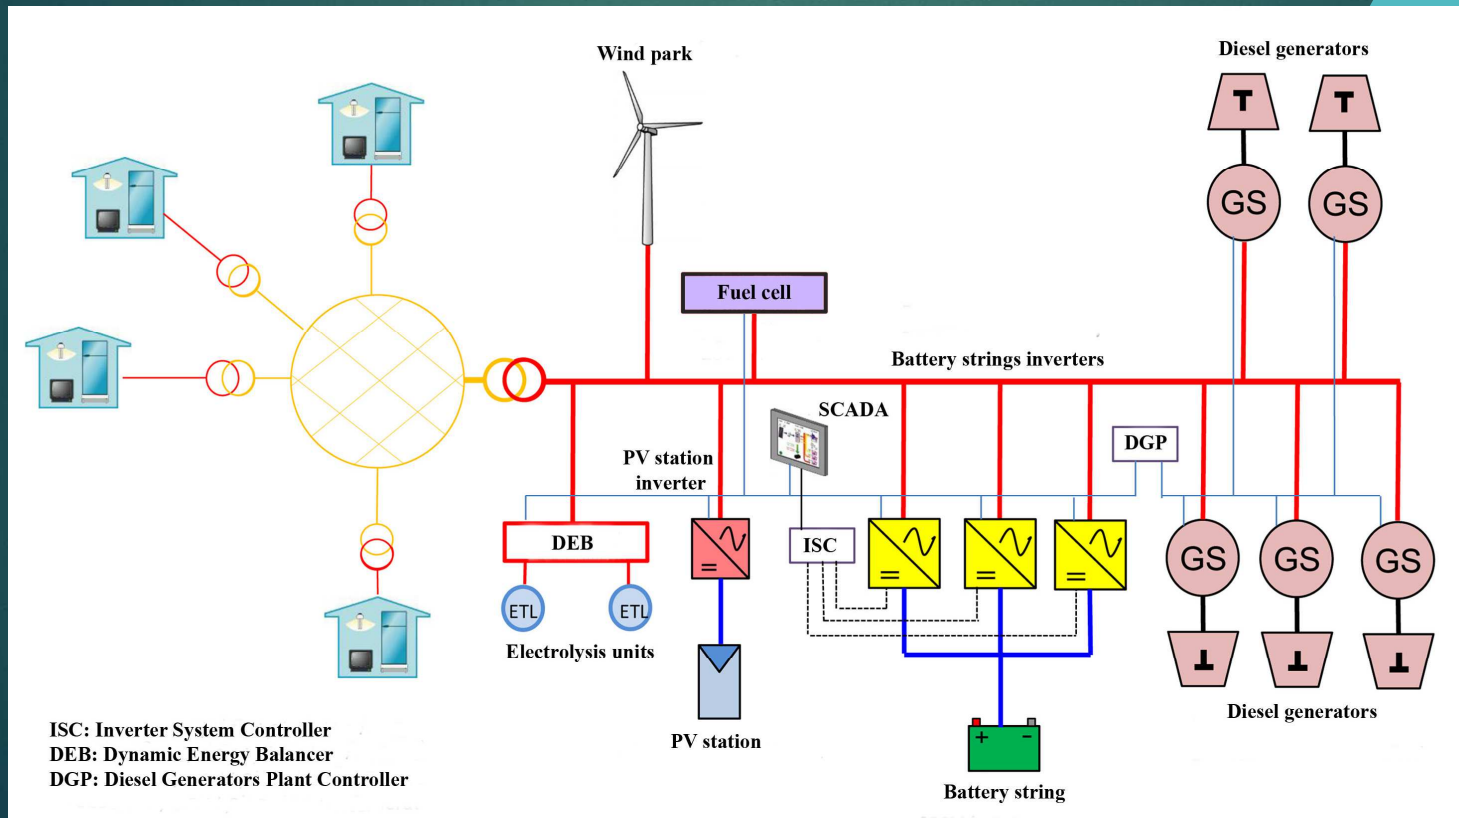 Wind park
Diesel generators
T
T
GS
GS
Fuel cell
Battery strings inverters
SCADA
DGP
PV station
inverter
DEB
ISC
GS
GS
GS
ETL
ETL
Electrolysis units
T
T
T
Diesel generators
PV station
+ -
Battery string
ISC: Inverter System Controller
DEB: Dynamic Energy Balancer
DGP: Diesel Generators Plant Controller